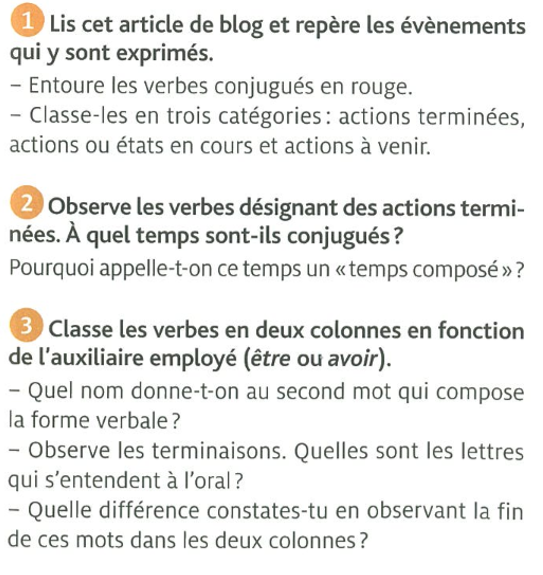 1 Lis cet article de blog et repère les évènements
qui y sont exprimés.
– Entoure les verbes conjugués en rouge.
– Classe-les en trois catégories : actions terminées,
actions ou états en cours et actions à venir.
2 Observe les verbes désignant des actions termi-
nées. À quel temps sont-ils conjugués ?
Pourquoi appelle-t-on ce temps un « temps composé » ?
3 Classe les verbes en deux colonnes en fonction
de l'auxiliaire employé (être ou avoir).
– Quel nom donne-t-on au second mot qui compose
la forme verbale ?
– Observe les terminaisons. Quelles sont les lettres
qui s'entendent à l'oral ?
– Quelle différence constates-tu en observant la fin
de ces mots dans les deux colonnes ?